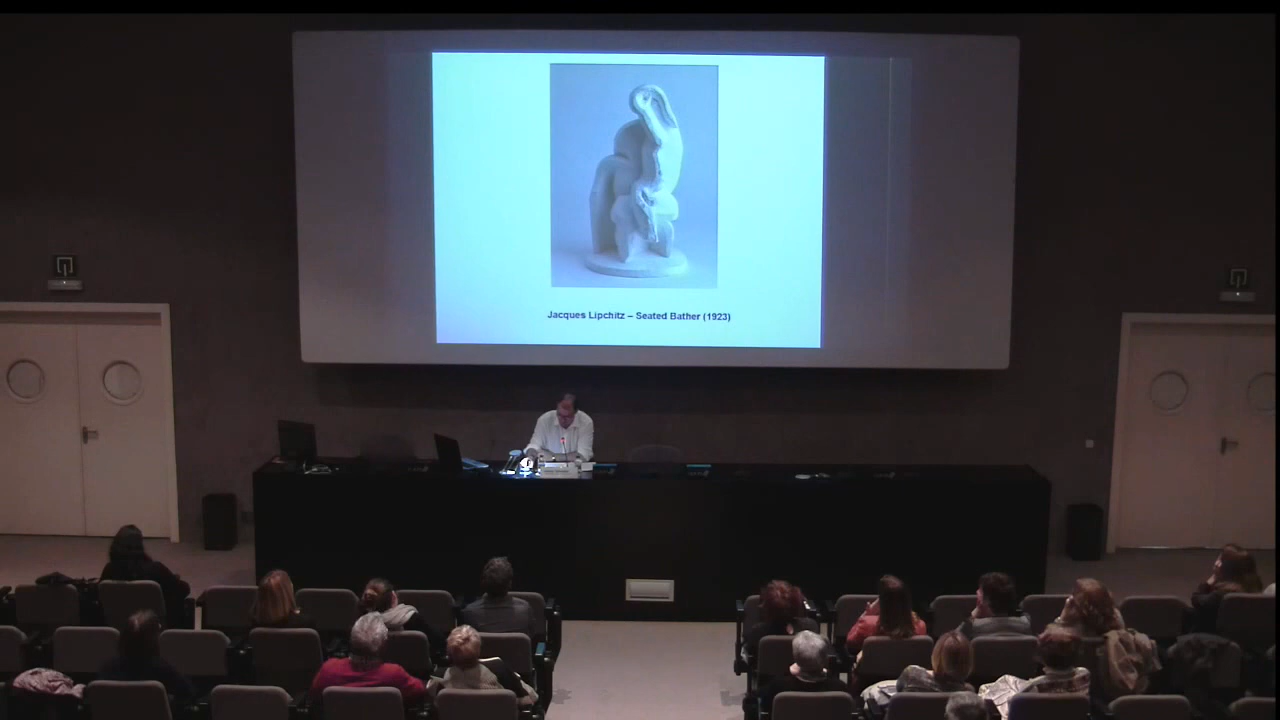 Jacques Lipchitz – Seated Bather (1923)